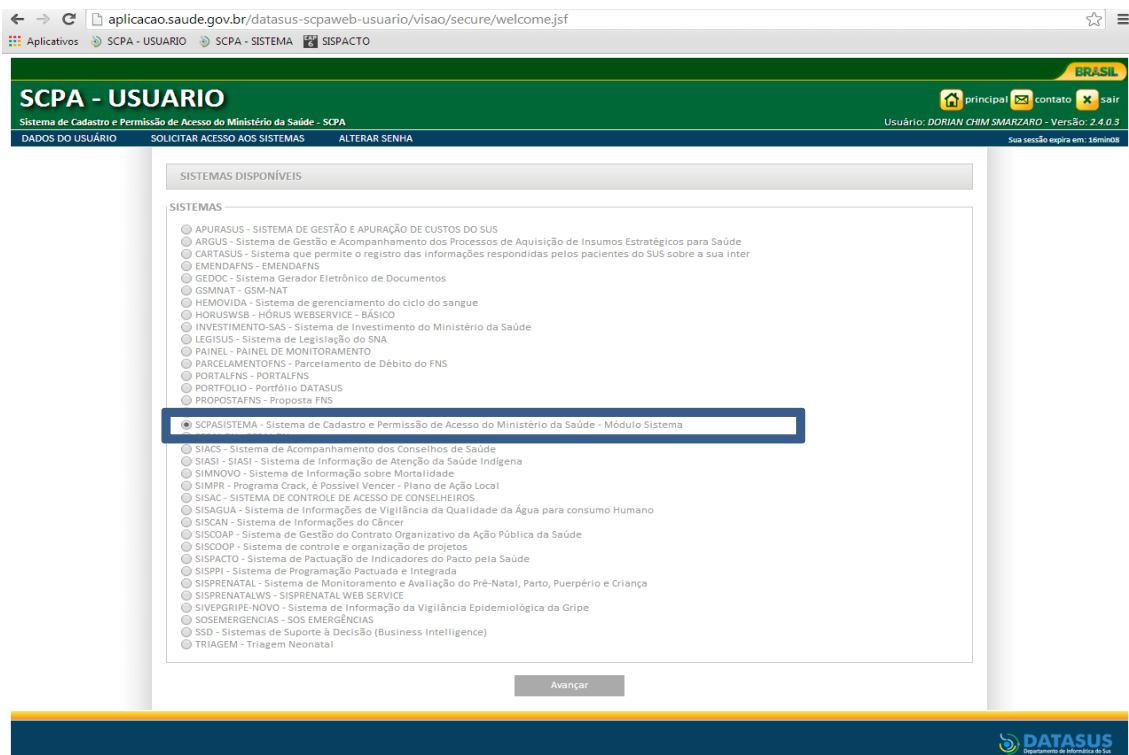 aplicacao.saude.gov.br/datasus-scpaweb-usuario/visao/secure/welcome.jsf
Aplicativos SCPA - USUARIO SCPA - SISTEMA SISPACTO
BRASIL
SCPA - USUARIO
principal contato sair
Sistema de Cadastro e Permissão de Acesso do Ministério da Saúde - SCPA
Usuário: DORIAN CHIM SMARZARO - Versão: 2.4.0.3
DADOS DO USUÁRIO SOLICITAR ACESSO AOS SISTEMAS ALTERAR SENHA
Sua sessão expira em: 16min08
SISTEMAS DISPONÍVEIS
SISTEMAS
APURASUS - SISTEMA DE GESTÃO E APURAÇÃO DE CUSTOS DO SUS
ARGUS - Sistema de Gestão e Acompanhamento dos Processos de Aquisição de Insumos Estratégicos para Saúde
CARTASUS - Sistema que permite o registro das informações respondidas pelos pacientes do SUS sobre a sua inter
EMENDAFNS - EMENDAFNS
GEDOC - Sistema Gerador Eletrônico de Documentos
GSMNAT - GSM-NAT
HEMOVIDA - Sistema de gerenciamento do ciclo do sangue
HORUSWSB - HÓRUS WEBSERVICE - BÁSICO
INVESTIMENTO-SAS - Sistema de Investimento do Ministério da Saúde
LEGISUS - Sistema de Legislação do SNA
PAINEL - PAINEL DE MONITORAMENTO
PARCELAMENTOFNS - Parcelamento de Débito do FNS
PORTALFNS - PORTALFNS
PORTFOLIO - Portfólio DATASUS
PROPOSTAFNS - Proposta FNS
SCPASISTEMA - Sistema de Cadastro e Permissão de Acesso do Ministério da Saúde - Módulo Sistema
SIACS - Sistema de Acompanhamento dos Conselhos de Saúde
SIASI - SIASI - Sistema de Informação de Atenção da Saúde Indígena
SIMNOVO - Sistema de Informação sobre Mortalidade
SIMPR - Programa Crack, é Possível Vencer - Plano de Ação Local
SISAC - SISTEMA DE CONTROLE DE ACESSO DE CONSELHEIROS
SISAGUA - Sistema de Informações de Vigilância da Qualidade da Água para consumo Humano
SISCAN - Sistema de Informações do Câncer
SISCOAP - Sistema de Gestão do Contrato Organizativo da Ação Pública da Saúde
SISCOOP - Sistema de controle e organização de projetos
SISPACTO - Sistema de Pactuação de Indicadores do Pacto pela Saúde
SISPPI - Sistema de Programação Pactuada e Integrada
SISPRENATAL - Sistema de Monitoramento e Avaliação do Pré-Natal, Parto, Puerpério e Criança
SISPRENATALWS - SISPRENATAL WEB SERVICE
SIVEPGRIPE-NOVO - Sistema de Informação da Vigilância Epidemiológica da Gripe
SOSEMERGENCIAS - SOS EMERGÊNCIAS
SSD - Sistemas de Suporte à Decisão (Business Intelligence)
TRIAGEM - Triagem Neonatal
Avançar
DATASUS
Departamento de Informática do Sus